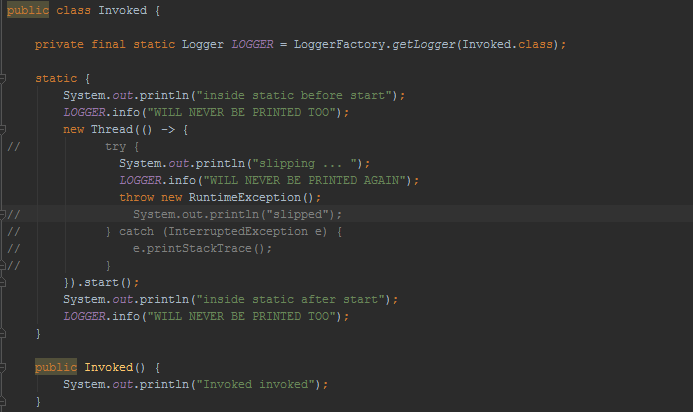 public class Invoked {
private final static Logger LOGGER = LoggerFactory.getLogger(Invoked.class);
static {
System.out.println("inside static before start");
LOGGER.info("WILL NEVER BE PRINTED TOO");
new Thread(() -> {
// try {
System.out.println("slipping ... ");
LOGGER.info("WILL NEVER BE PRINTED AGAIN");
throw new RuntimeException();
// System.out.println("slipped");
// } catch (InterruptedException e) {
// e.printStackTrace();
// }
}).start();
System.out.println("inside static after start");
LOGGER.info("WILL NEVER BE PRINTED TOO");
}
public Invoked() {
System.out.println("Invoked invoked");
}